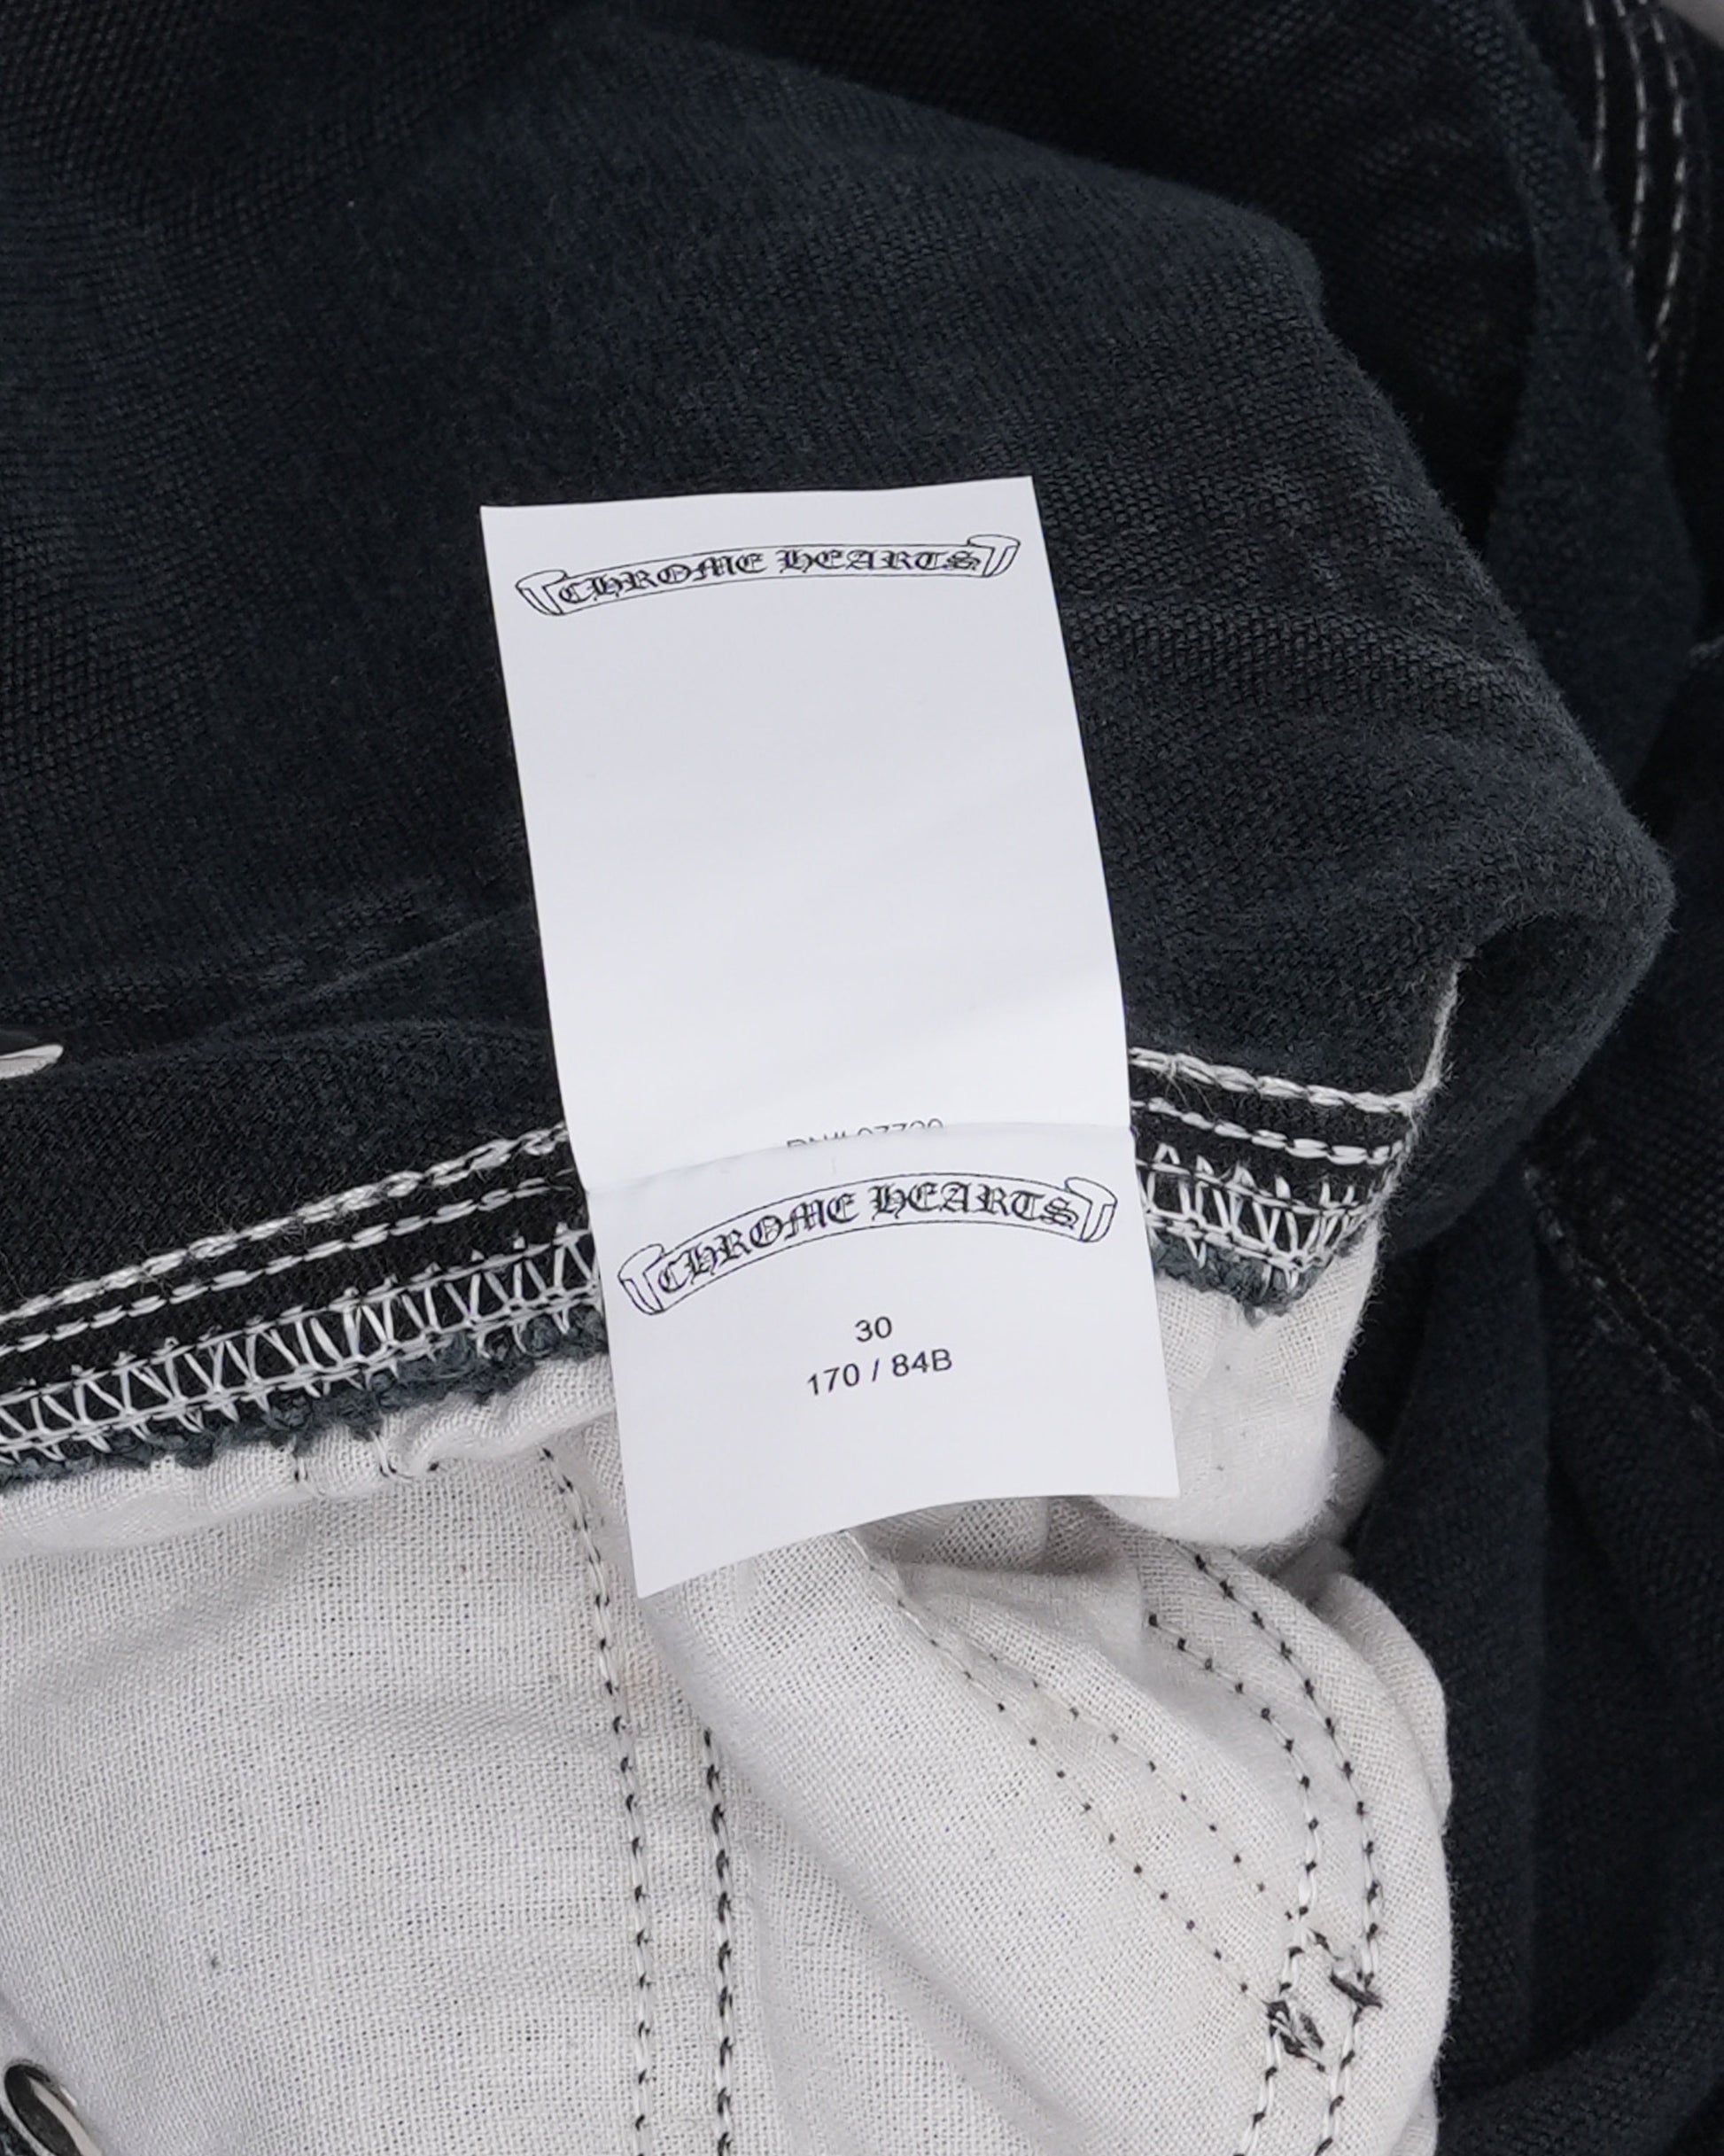 CHROME HEARTS
CHROME HEARTS
30
170 / 84B